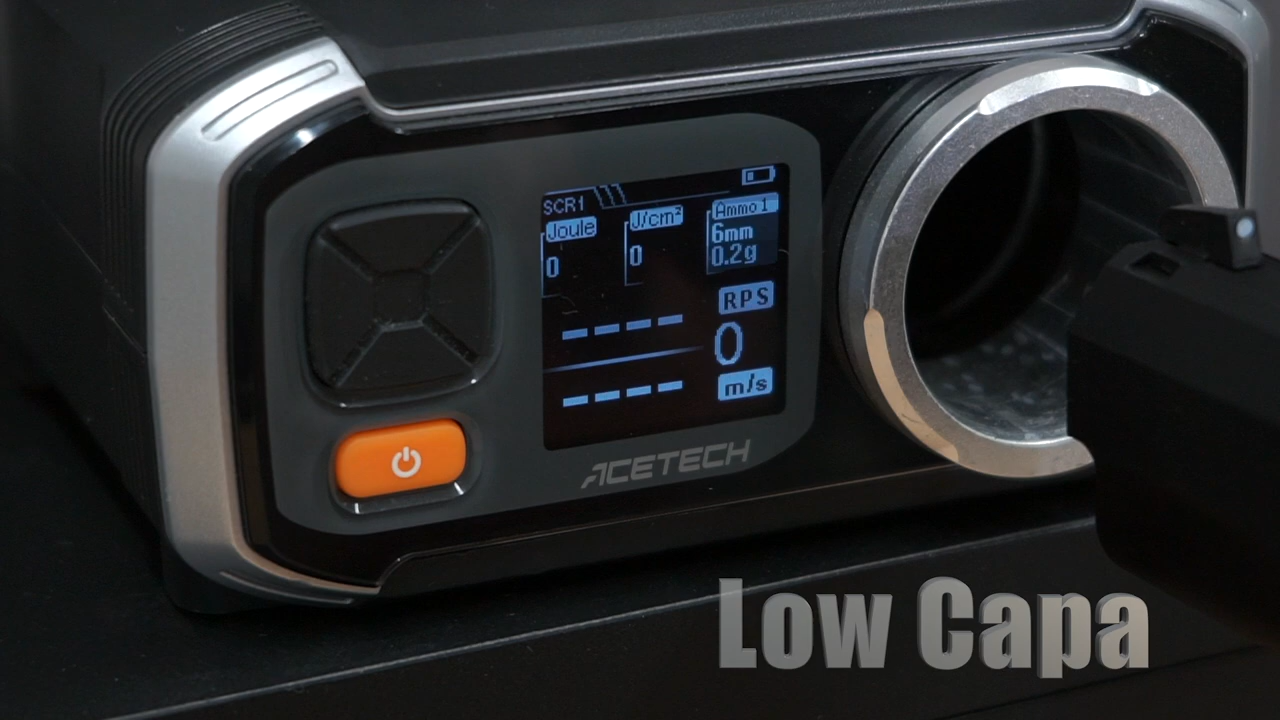 SCR1
Joule
J/cm²
Ammo 1
0
0
6mm
0.2g
RPS
0
---- 
----
m/s
ACETECH
Low Capa